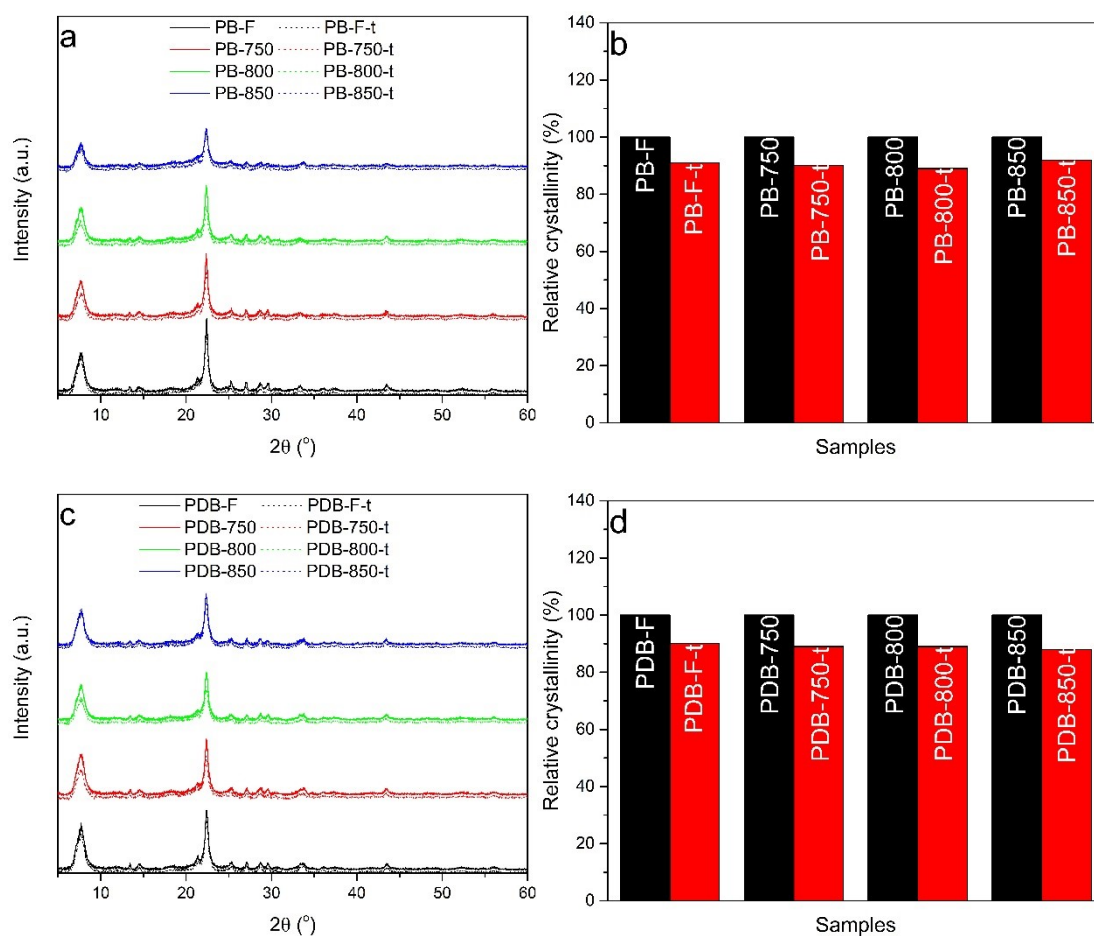 a
PB-F PB-F-t
PB-750 PB-750-t
PB-800 PB-800-t
PB-850 PB-850-t
Intensity (a.u.)
10 20 30 40 50 60
2θ (°)
b
140
120
100
80
60
40
20
0
Relative crystallinity (%)
PB-F
PB-F-t
PB-750
PB-750-t
PB-800
PB-800-t
PB-850
PB-850-t
Samples
c
PDB-F PDB-F-t
PDB-750 PDB-750-t
PDB-800 PDB-800-t
PDB-850 PDB-850-t
Intensity (a.u.)
10 20 30 40 50 60
2θ (°)
d
140
120
100
80
60
40
20
0
Relative crystallinity (%)
PDB-F
PDB-F-t
PDB-750
PDB-750-t
PDB-800
PDB-800-t
PDB-850
PDB-850-t
Samples